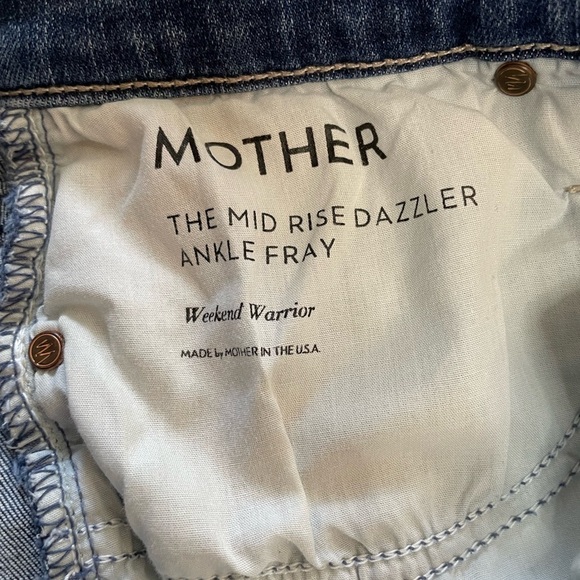 MOTHER
THE MID RISE DAZZLER
ANKLE FRAY
Weekend Warrior
MADE by MOTHER IN THE U.S.A.